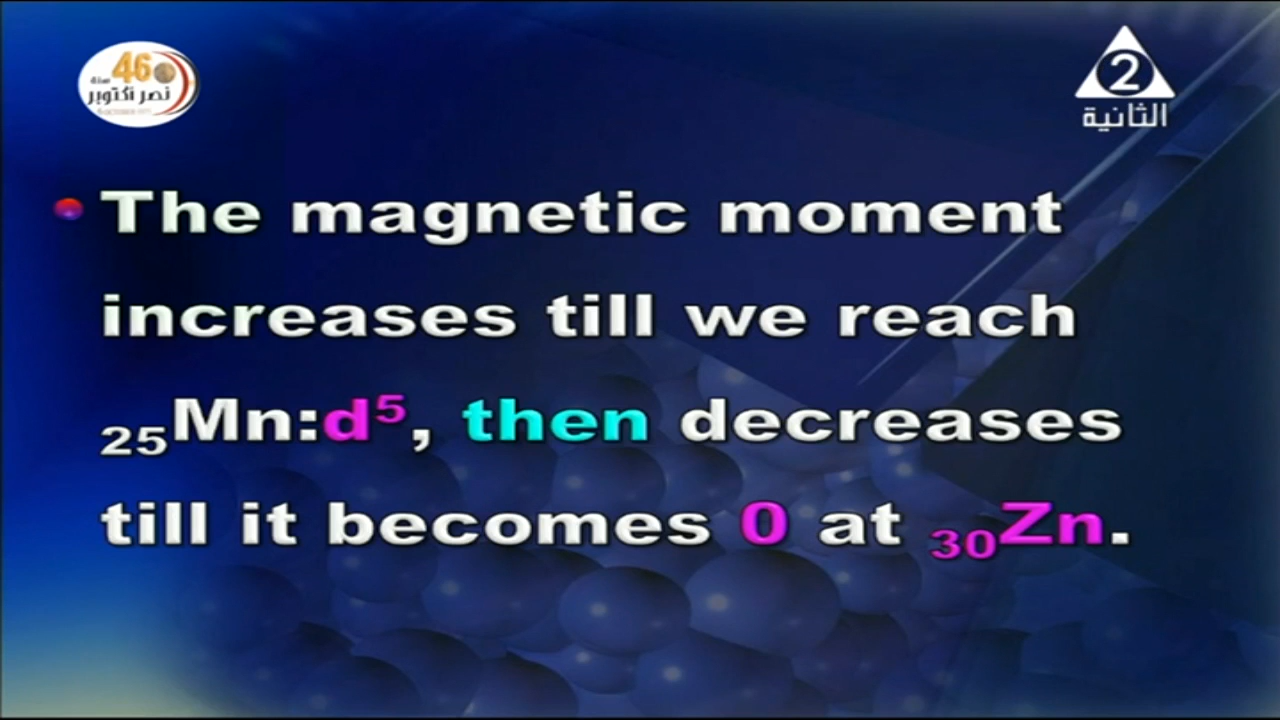 46
سنة
نصر أكتوبر
2
الثانية
• The magnetic moment
increases till we reach
₂₅Mn:d⁵, then decreases
till it becomes 0 at ₃₀Zn.